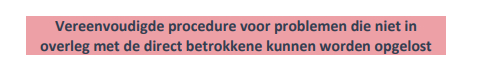 Vereenvoudigde procedure voor problemen die niet in
overleg met de direct betrokkene kunnen worden opgelost